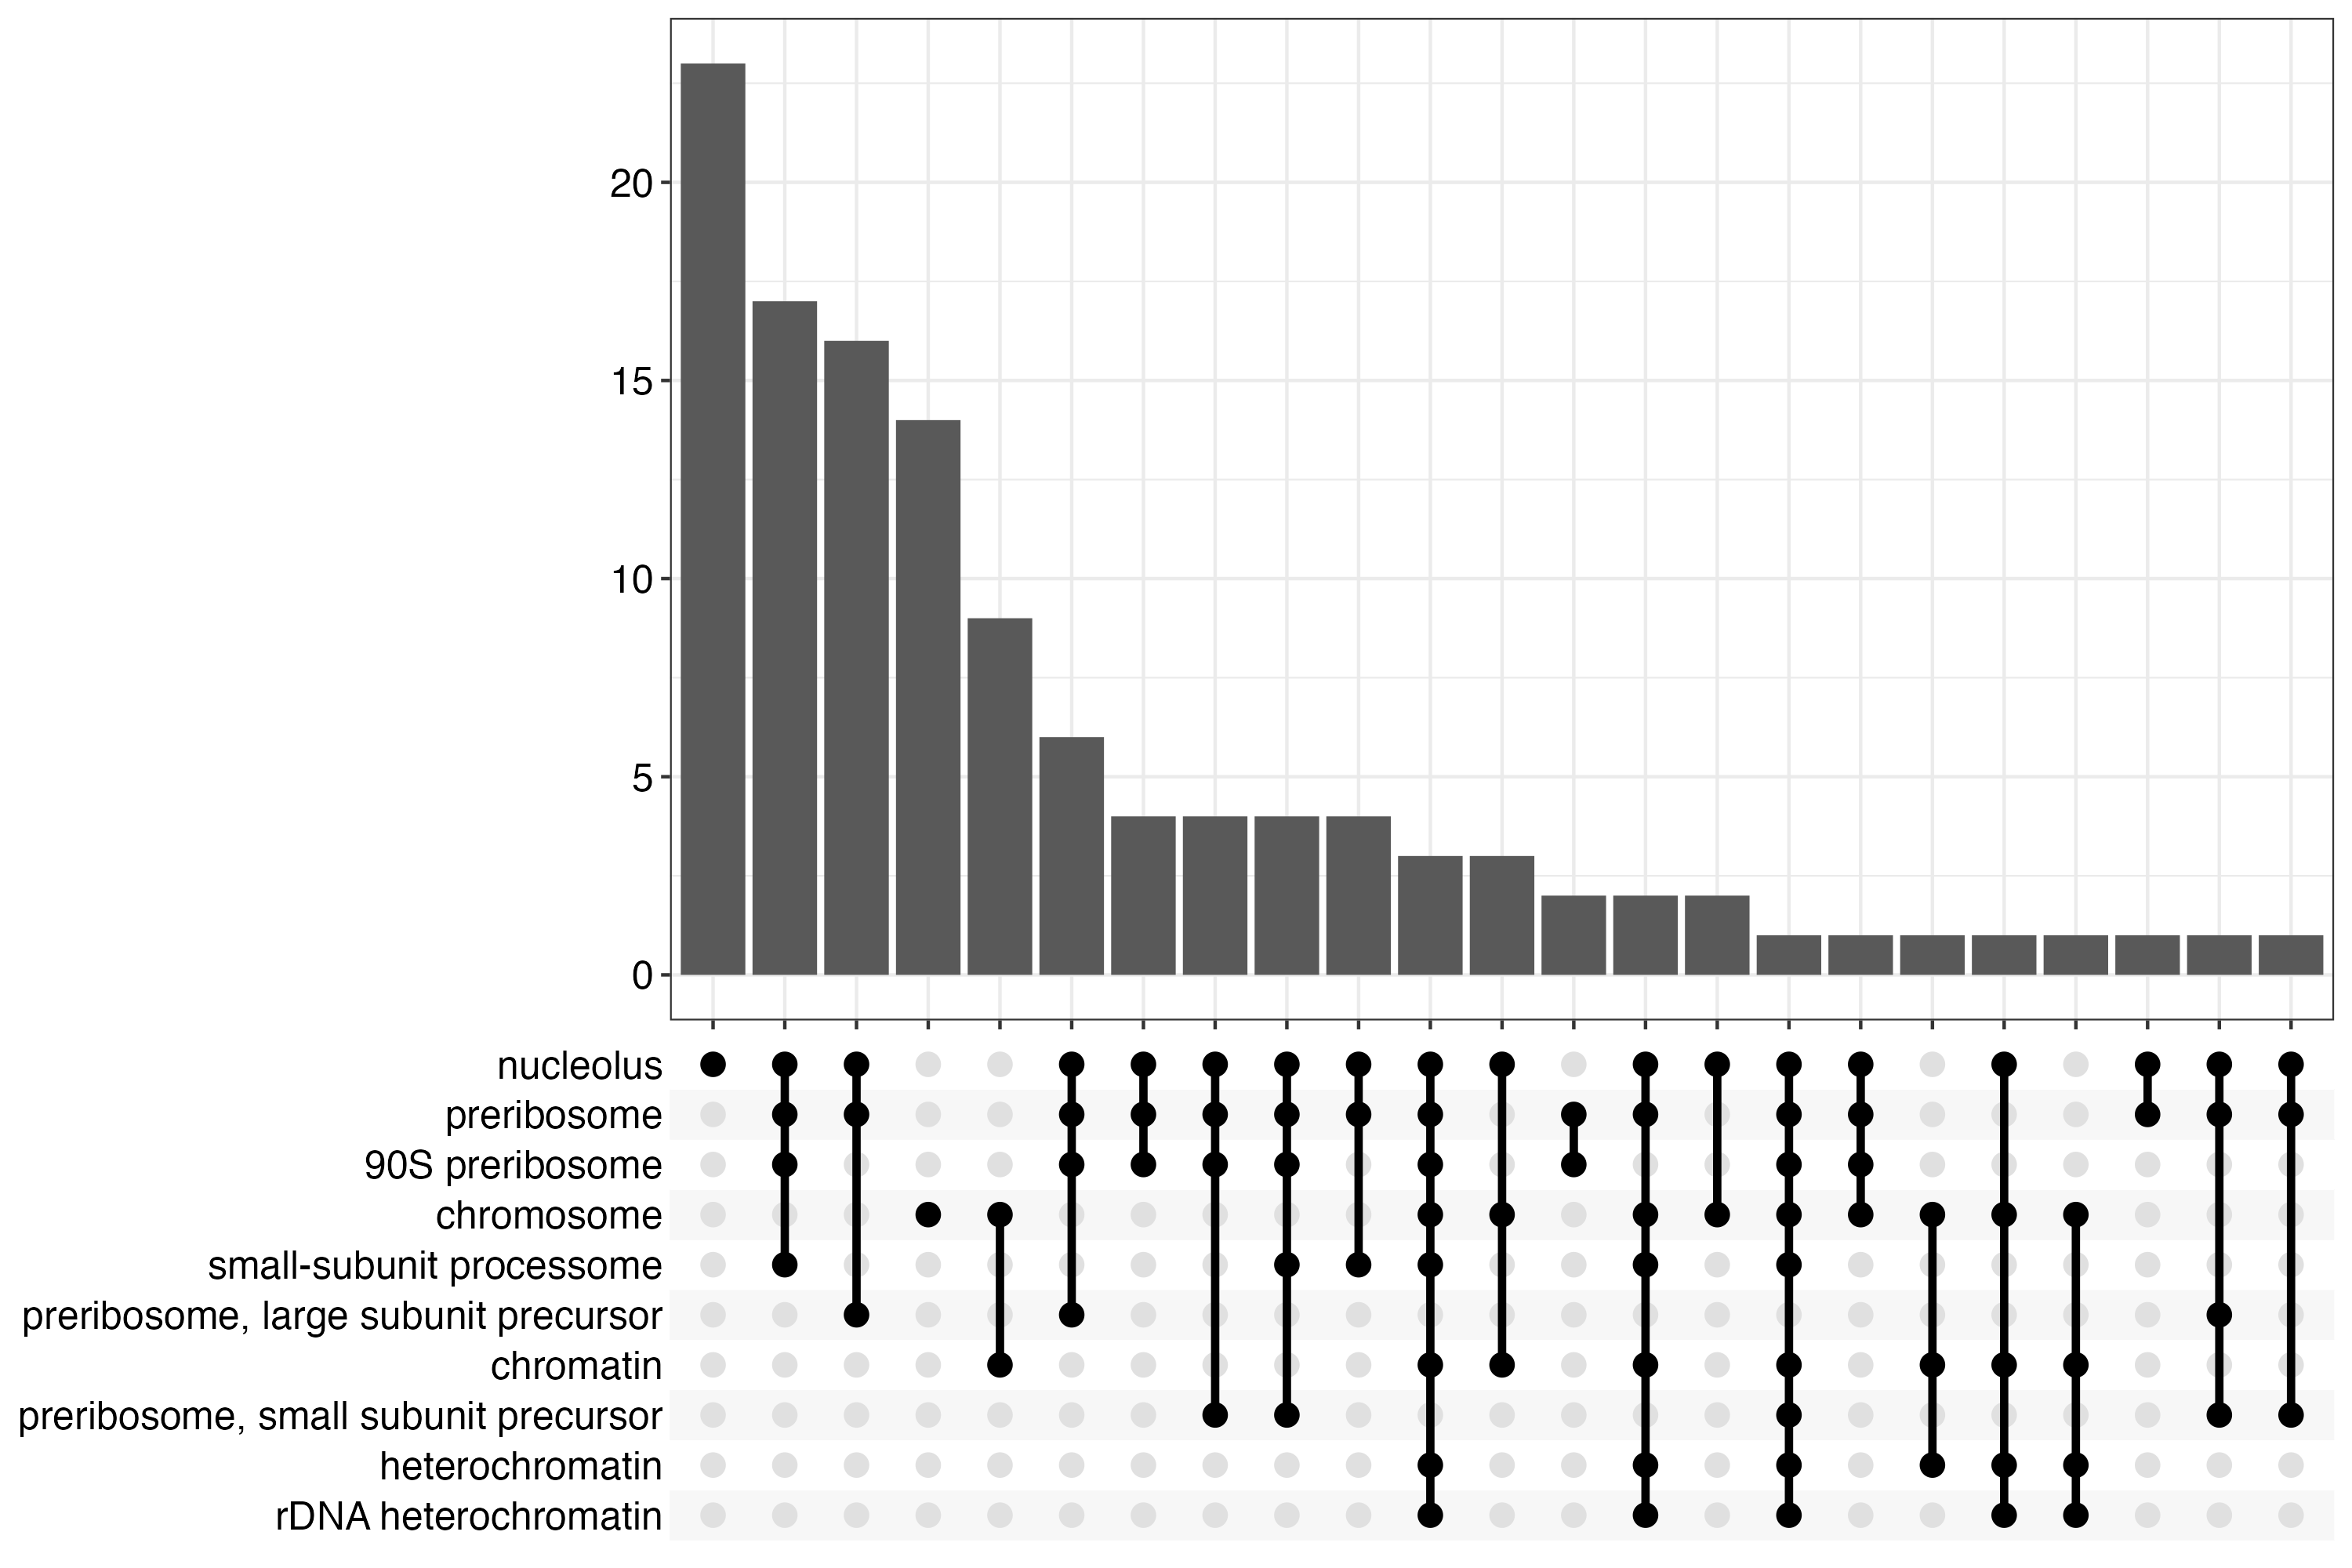 20
15
10
5
0
nucleolus
preribosome
90S preribosome
chromosome
small-subunit processome
preribosome, large subunit precursor
chromatin
preribosome, small subunit precursor
heterochromatin
rDNA heterochromatin